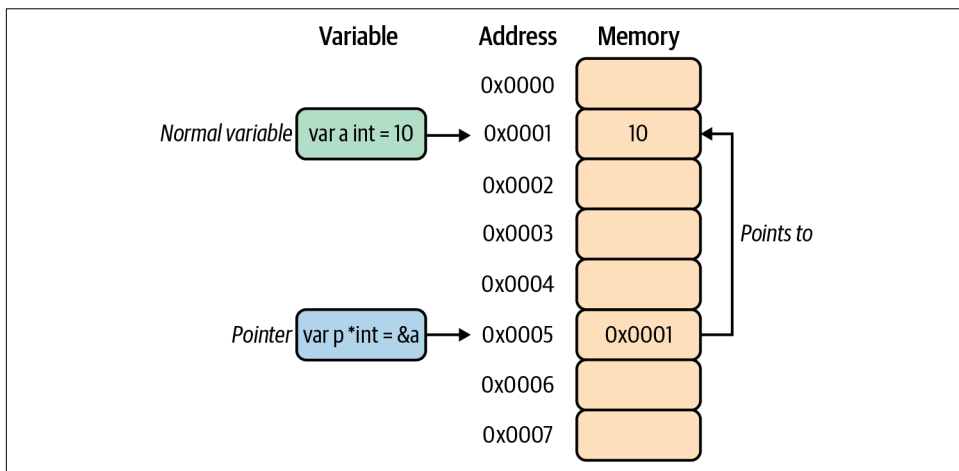 Variable Address Memory
0x0000
Normal variable var a int = 10 0x0001 10
0x0002
0x0003 Points to
0x0004
Pointer var p *int = &a 0x0005 0x0001
0x0006
0x0007